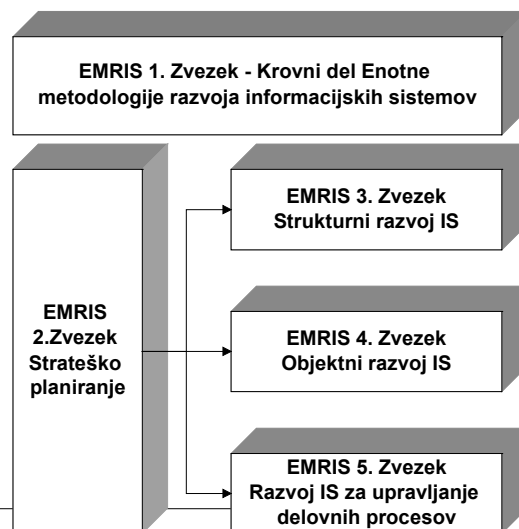 EMRIS 1. Zvezek - Krovni del Enotne
metodologije razvoja informacijskih sistemov
EMRIS
2.Zvezek
Strateško
planiranje
EMRIS 3. Zvezek
Strukturni razvoj IS
EMRIS 4. Zvezek
Objektni razvoj IS
EMRIS 5. Zvezek
Razvoj IS za upravljanje
delovnih procesov